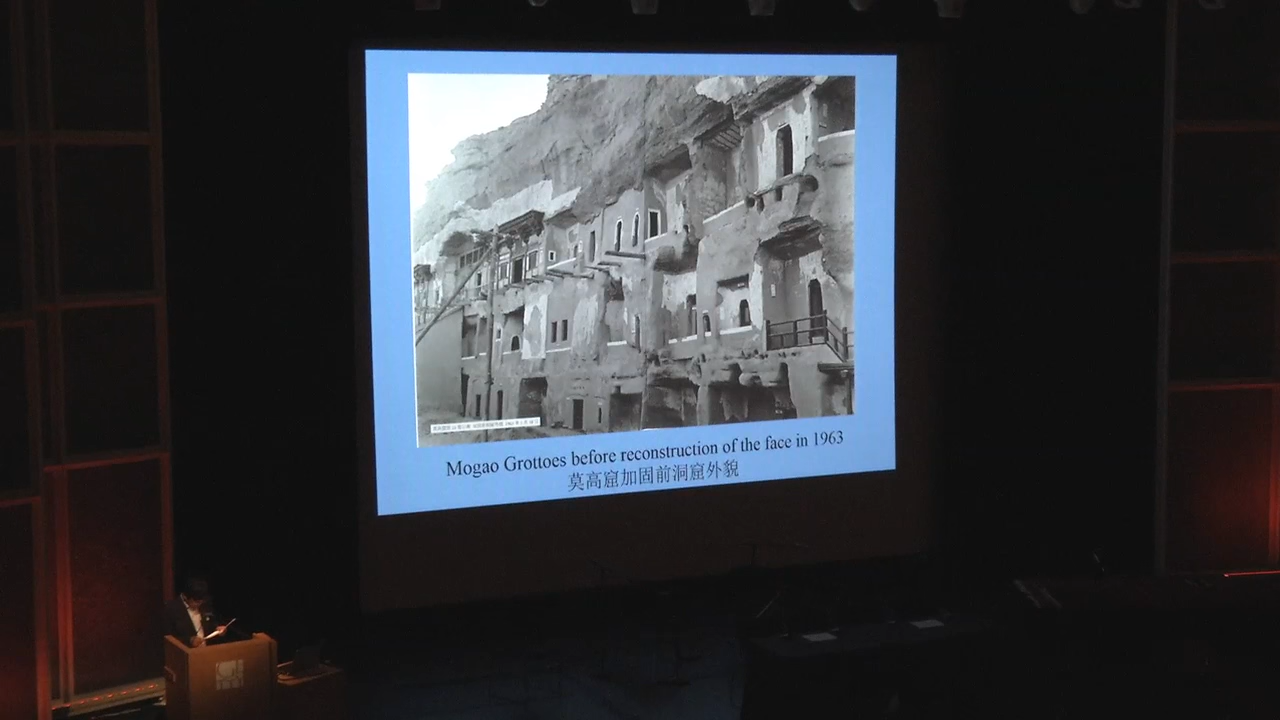 Mogao Grottoes before reconstruction of the face in 1963
莫高窟加固前洞窟外貌